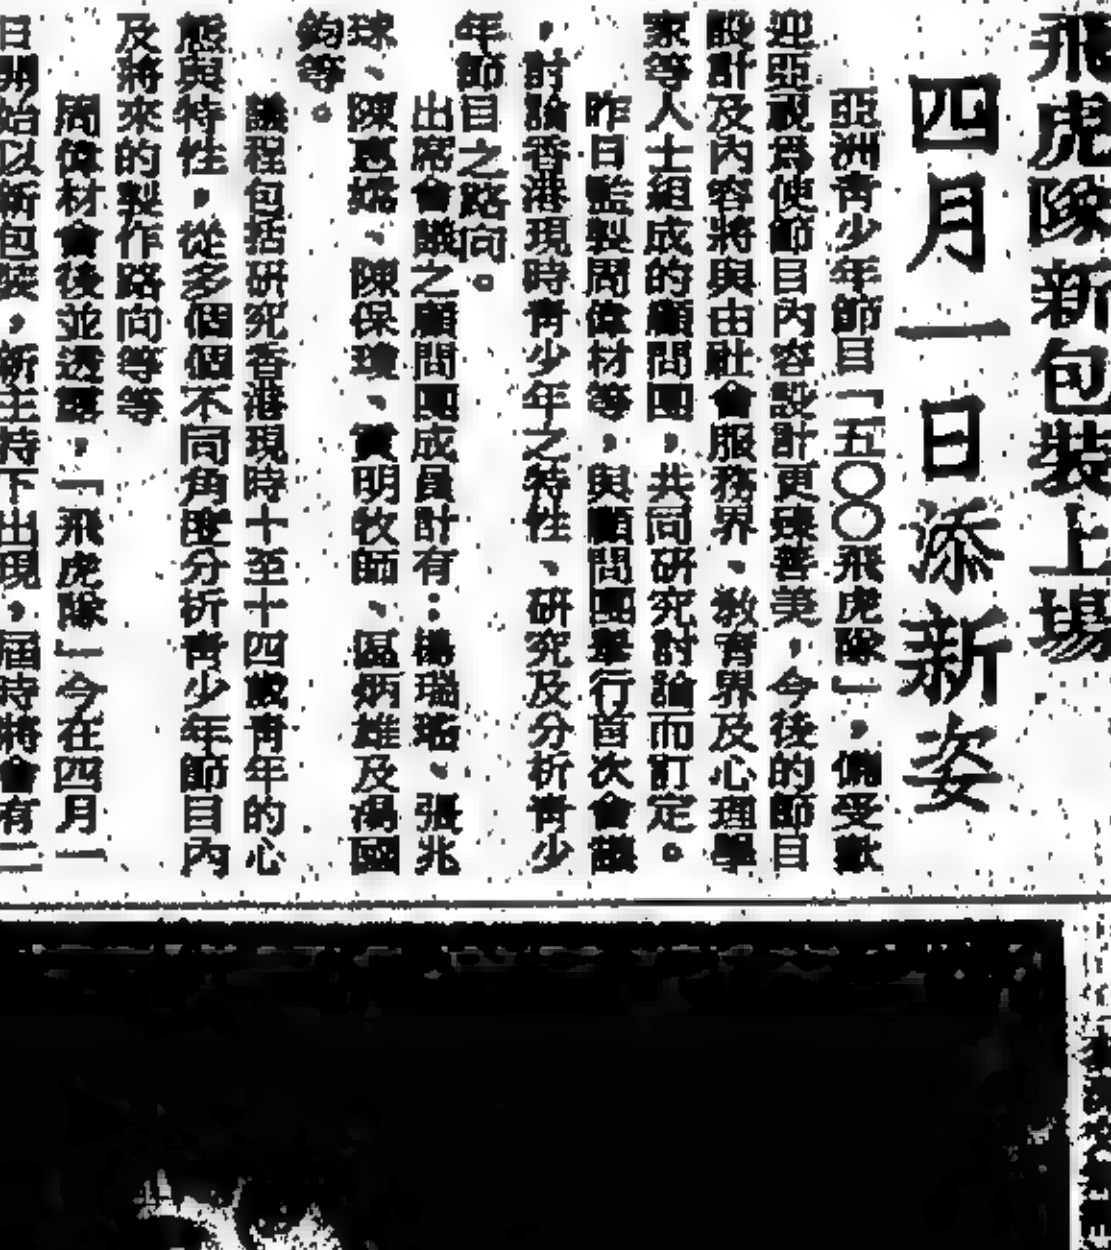 飛虎隊新包裝上場
四月一日添新姿
亞洲青少年節目「五〇〇飛虎隊」，備受歡
迎亞視爲使節目內容設計更臻善美，今後的節目
設計及內容將與由社會服務界、教育界及心理學
家等人士組成的顧問團，共同研究討論而訂定。
昨日監製周偉材等，與顧問團舉行首次會議
，討論香港現時青少年之特性、研究及分析青少
年節目之路向。
出席會議之顧問團成員計有：楊瑞瑤、張兆
球、陳惠嬌、陳保瓊、黃明牧師、區炳雄及楊國
鈞等。
議程包括研究香港現時十至十四歲青年的心
態與特性，從多個個不同角度分析青少年節目內
及將來的製作路向等等
周偉材會後並透露，「飛虎隊」今在四月一
日開始以新包裝，新主持下出現，屆時將會有二